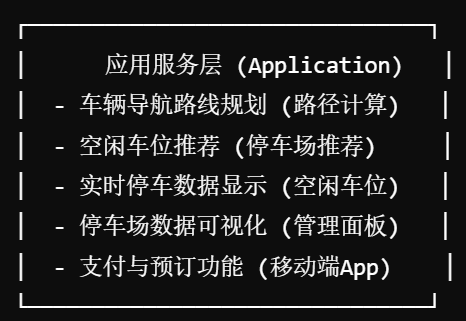 应用服务层 (Application)
- 车辆导航路线规划 (路径计算)
- 空闲车位推荐 (停车场推荐)
- 实时停车数据显示 (空闲车位)
- 停车场数据可视化 (管理面板)
- 支付与预订功能 (移动端App)